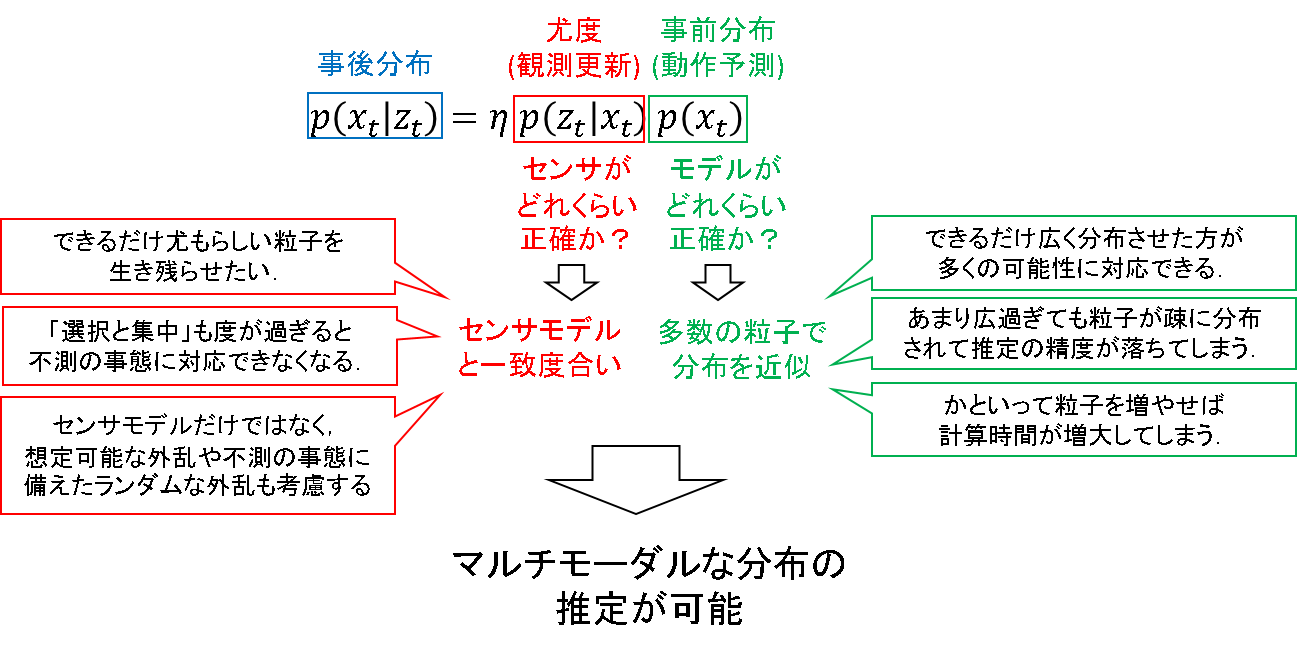 事後分布
尤度
(観測更新)
事前分布
(動作予測)
p(x_t|z_t) = η p(z_t|x_t) p(x_t)
センサが
どれくらい
正確か？
モデルが
どれくらい
正確か？
できるだけ尤もらしい粒子を
生き残らせたい.
「選択と集中」も度が過ぎると
不測の事態に対応できなくなる.
センサモデルだけではなく,
想定可能な外乱や不測の事態に
備えたランダムな外乱も考慮する
センサモデル
と一致度合い
多数の粒子で
分布を近似
できるだけ広く分布させた方が
多くの可能性に対応できる.
あまり広過ぎても粒子が疎に分布
されて推定の精度が落ちてしまう.
かといって粒子を増やせば
計算時間が増大してしまう.
マルチモーダルな分布の
推定が可能